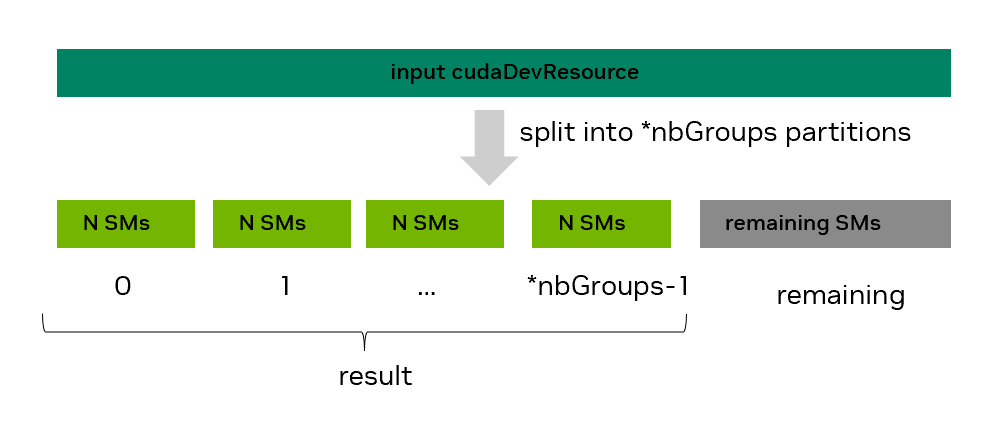 input cudaDevResource
split into *nbGroups partitions
N SMs N SMs N SMs N SMs remaining SMs
0 1 ... *nbGroups-1 remaining
result